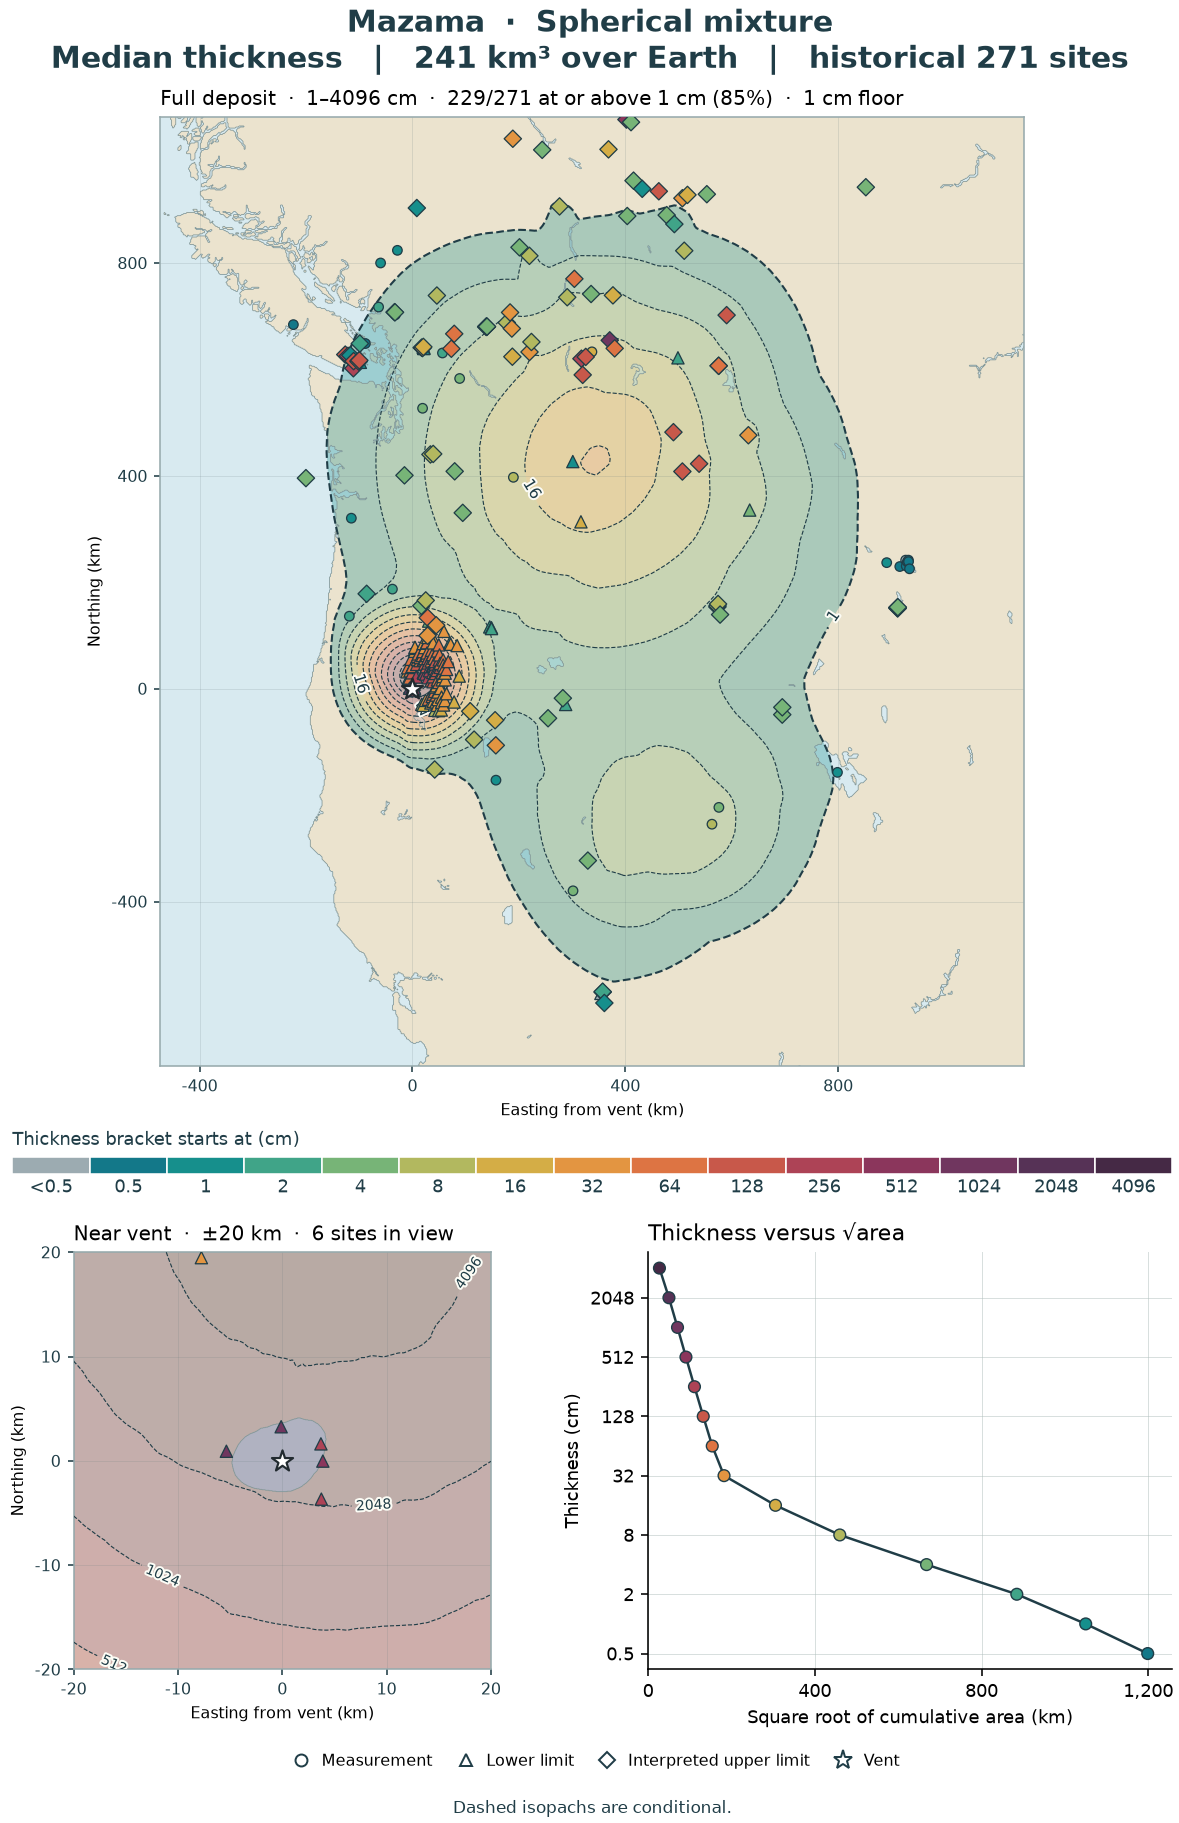 Mazama · Spherical mixture
Median thickness | 241 km³ over Earth | historical 271 sites
Full deposit · 1–4096 cm · 229/271 at or above 1 cm (85%) · 1 cm floor
800
400
0
-400
Northing (km)
16
16
1
-400
0
400
800
Easting from vent (km)
Thickness bracket starts at (cm)
<0.5 0.5 1 2 4 8 16 32 64 128 256 512 1024 2048 4096
Near vent · ±20 km · 6 sites in view
20
10
0
-10
-20
Northing (km)
4096
2048
1024
512
-20 -10 0 10 20
Easting from vent (km)
Thickness versus √area
2048
512
128
32
8
2
0.5
Thickness (cm)
0 400 800 1,200
Square root of cumulative area (km)
Measurement Lower limit Interpreted upper limit Vent
Dashed isopachs are conditional.